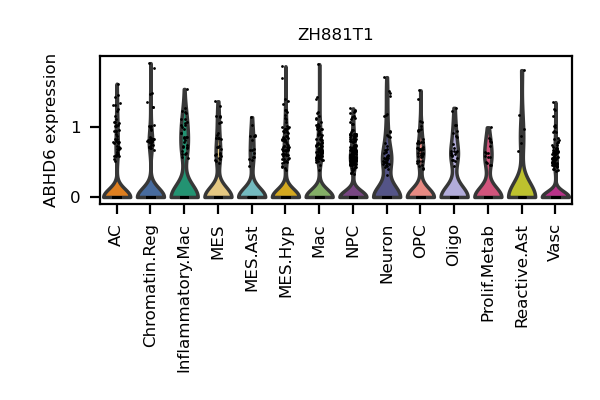 ZH881T1
ABHD6 expression
1
0
AC
Chromatin.Reg
Inflammatory.Mac
MES
MES.Ast
MES.Hyp
Mac
NPC
Neuron
OPC
Oligo
Prolif.Metab
Reactive.Ast
Vasc